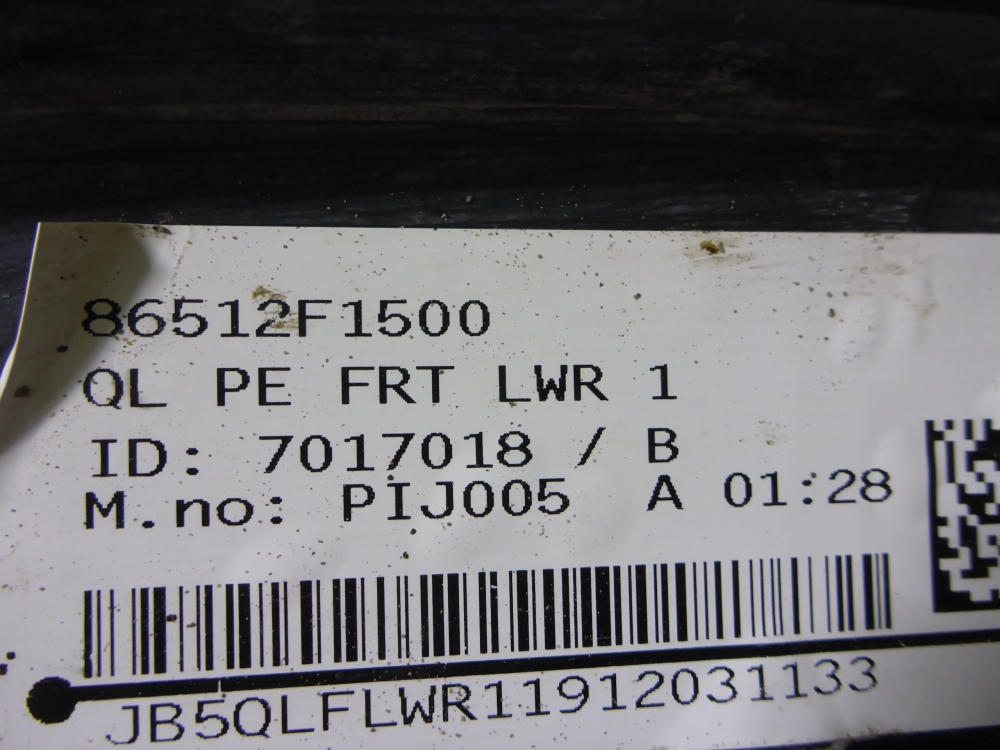 86512F1500
QL PE FRT LWR 1
ID: 7017018 / B
M.no: PIJ005 A 01:28
JB5QLFLWR11912031133